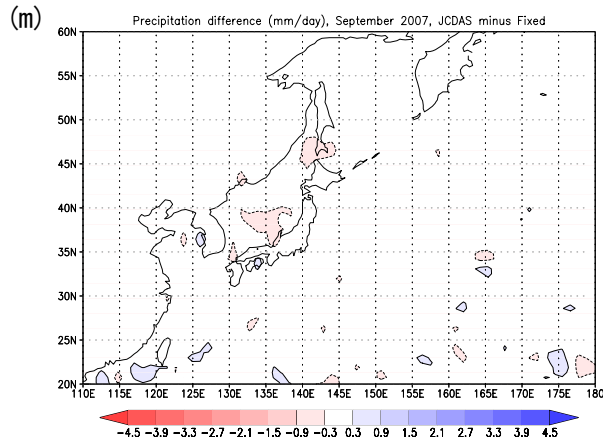 (m)
Precipitation difference (mm/day), September 2007, JCDAS minus Fixed
60N
55N
50N
45N
40N
35N
30N
25N
20N
110E 115E 120E 125E 130E 135E 140E 145E 150E 155E 160E 165E 170E 175E 180
-4.5 -3.9 -3.3 -2.7 -2.1 -1.5 -0.9 -0.3 0.3 0.9 1.5 2.1 2.7 3.3 3.9 4.5